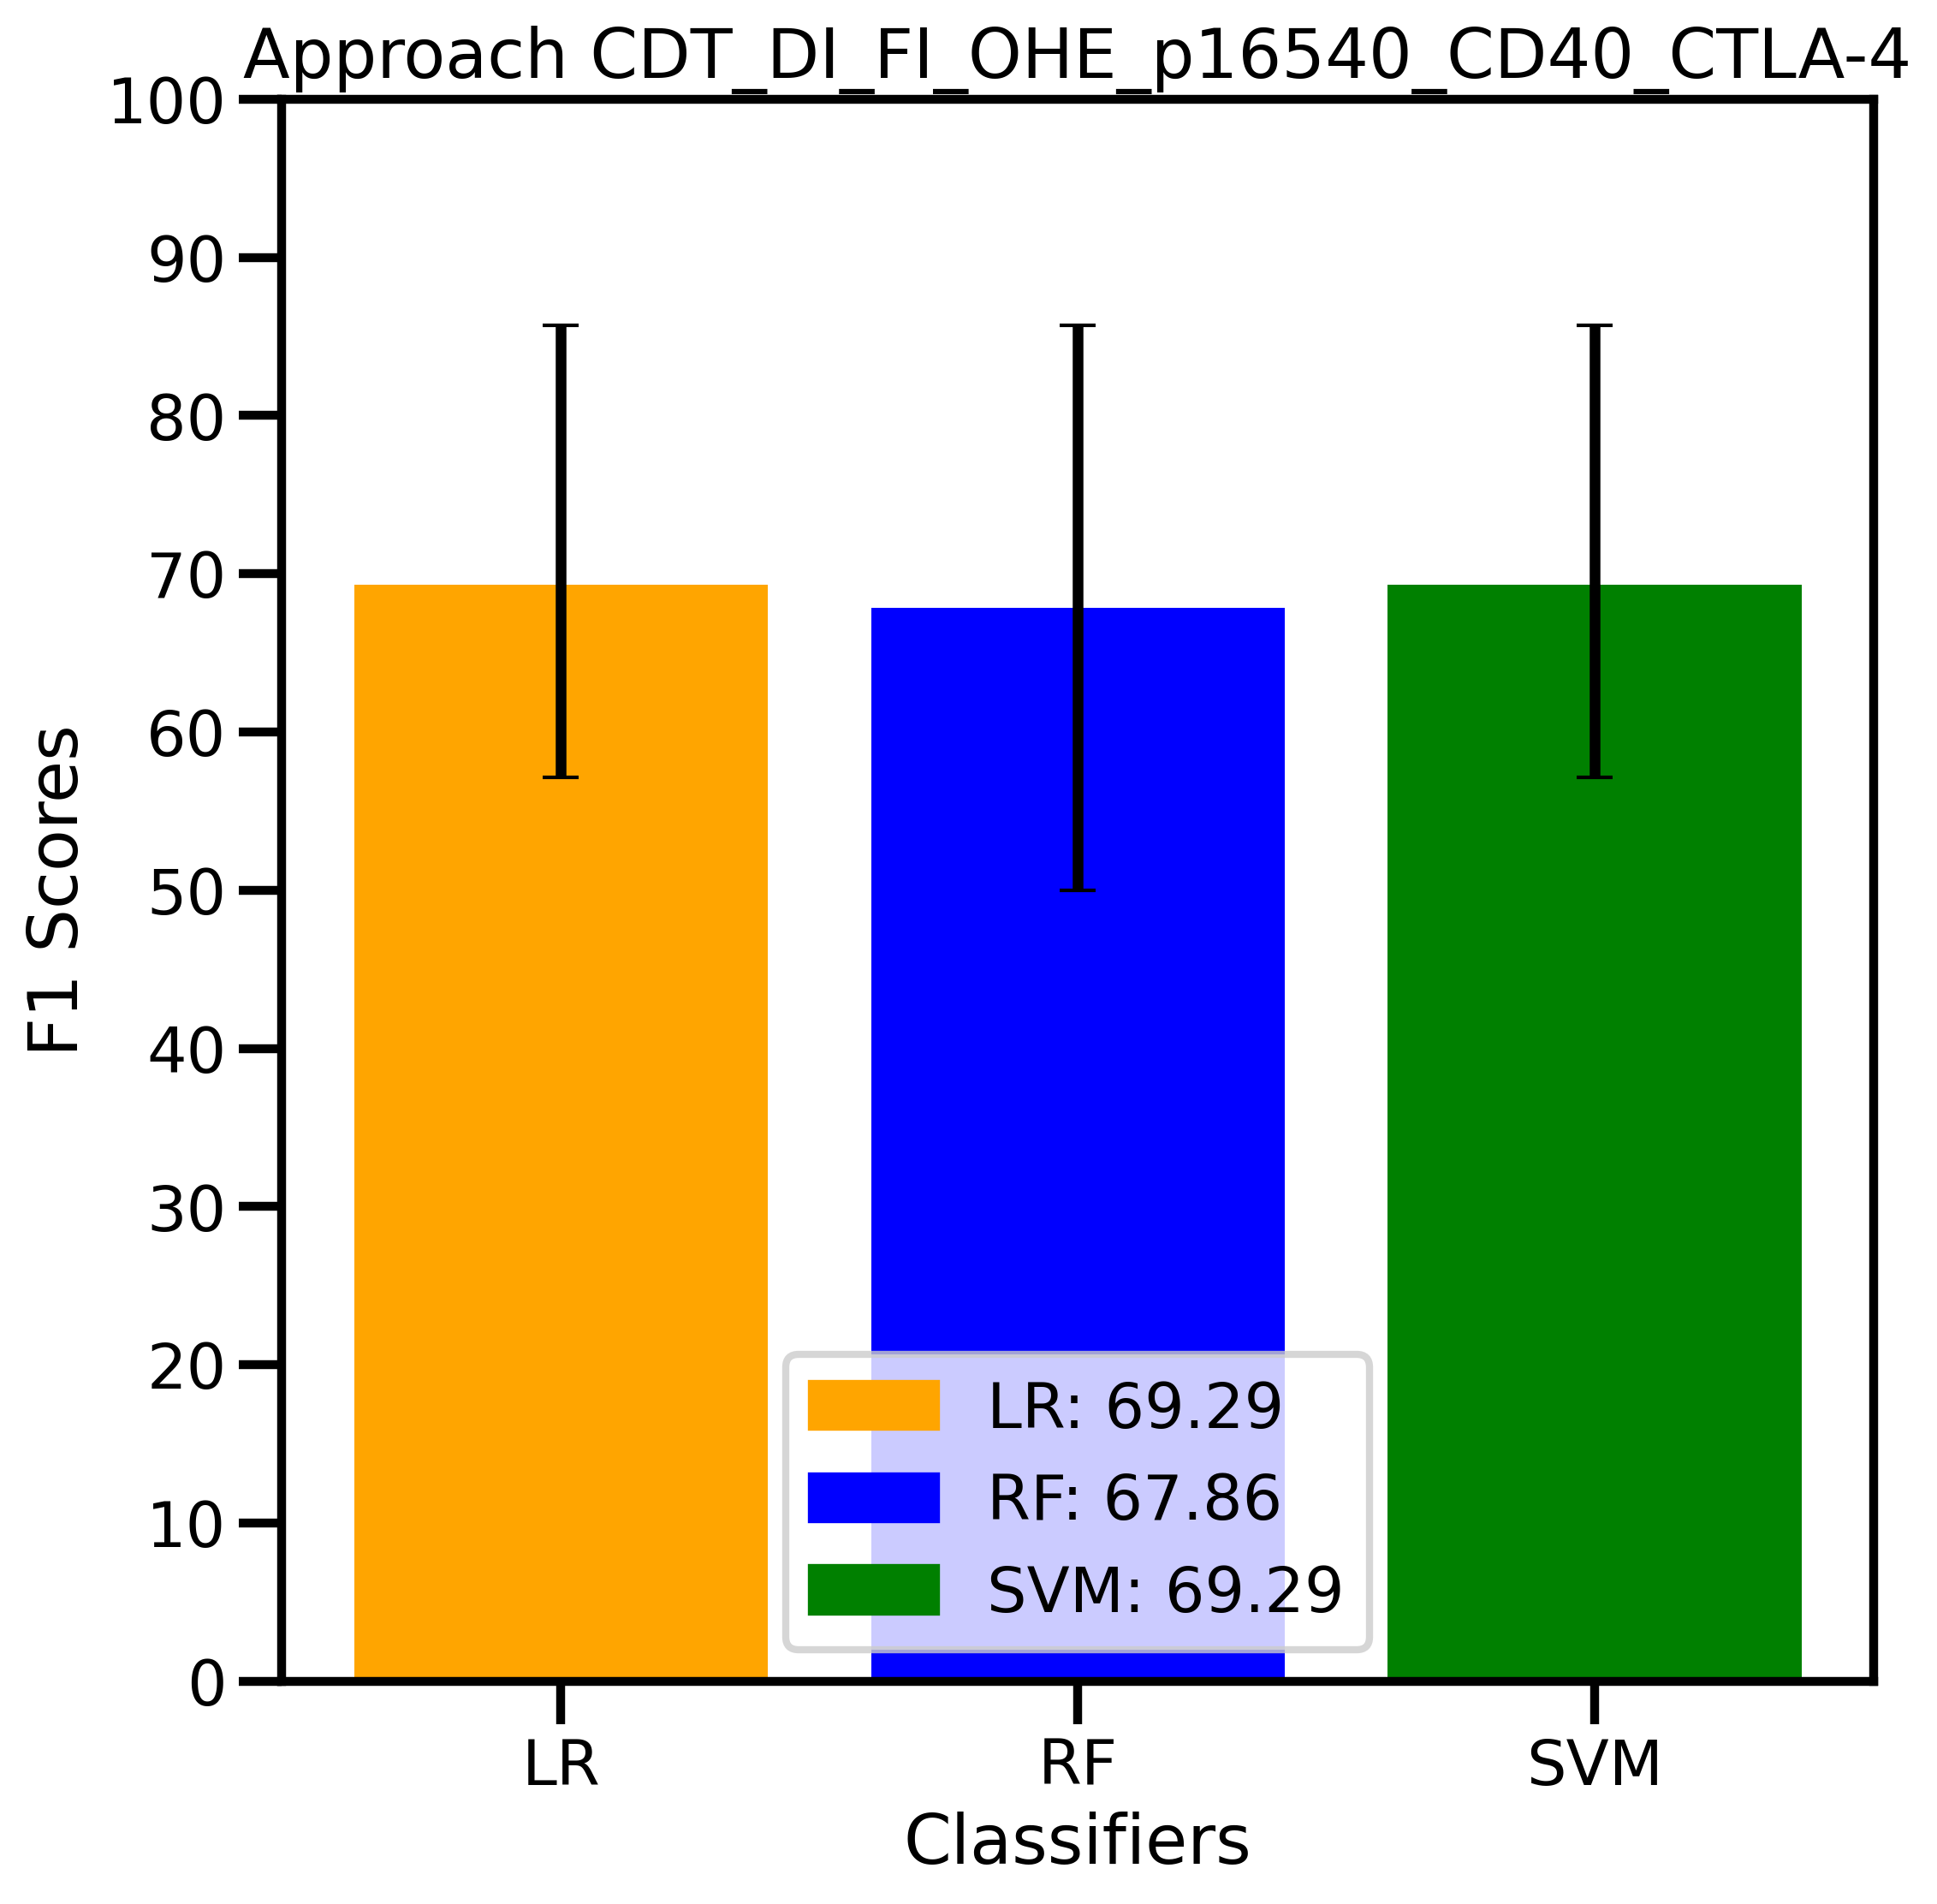 Approach CDT_DI_FI_OHE_p16540_CD40_CTLA-4
100
90
80
70
60
50
40
30
20
10
0
F1 Scores
LR: 69.29
RF: 67.86
SVM: 69.29
LR
RF
SVM
Classifiers